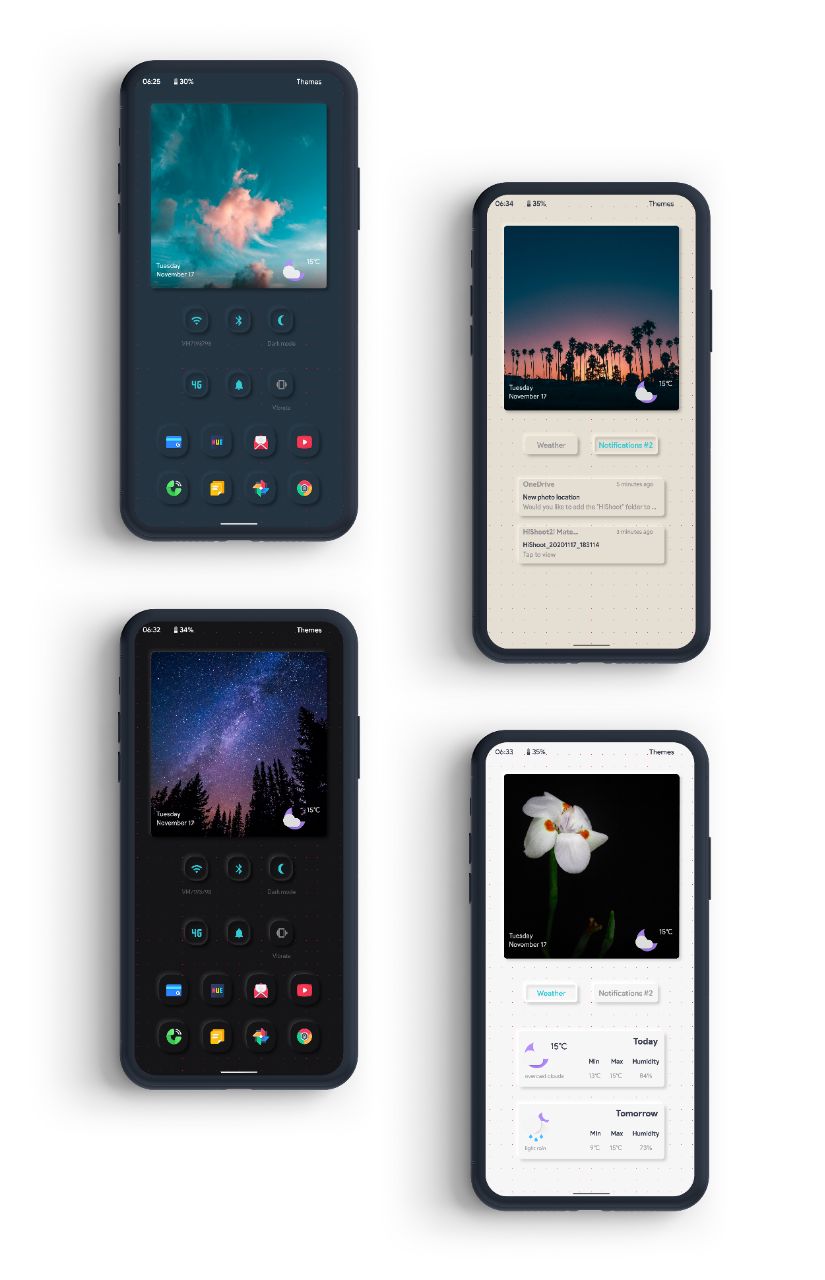 06:25 30% Themes
Tuesday
November 17
15°C
VM7193798
Dark mode
4G
Vibrate
HUE
06:34 35% Themes
Tuesday
November 17
15°C
Weather Notifications #2
OneDrive 5 minutes ago
New photo location
Would you like to add the "HiShoot" folder to ...
HiShoot2i Mate... 3 minutes ago
HiShoot_20201117_183114
Tap to view
06:32 34% Themes
Tuesday
November 17
15°C
VM7193798
Dark mode
4G
Vibrate
HUE
06:33 35% Themes
Tuesday
November 17
15°C
Weather Notifications #2
Today
15°C
Min Max Humidity
overcast clouds 13°C 15°C 84%
Tomorrow
Min Max Humidity
light rain 9°C 15°C 73%